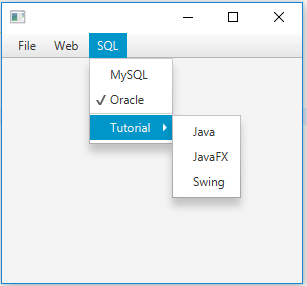 File Web SQL
MySQL
Oracle
Tutorial
Java
JavaFX
Swing